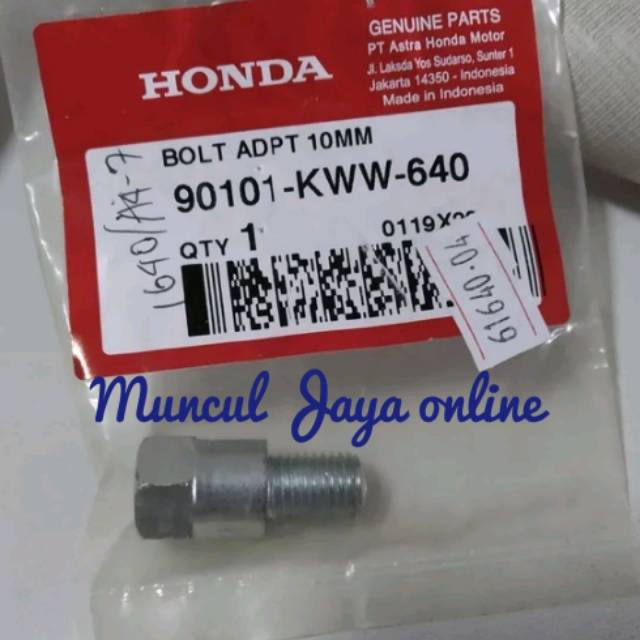 GENUINE PARTS
PT Astra Honda Motor
Jl. Laksda Yos Sudarso, Sunter 1
Jakarta 14350 - Indonesia
Made in Indonesia
HONDA
BOLT ADPT 10MM
90101-KWW-640
QTY 1
61640.04
Muncul Jaya online